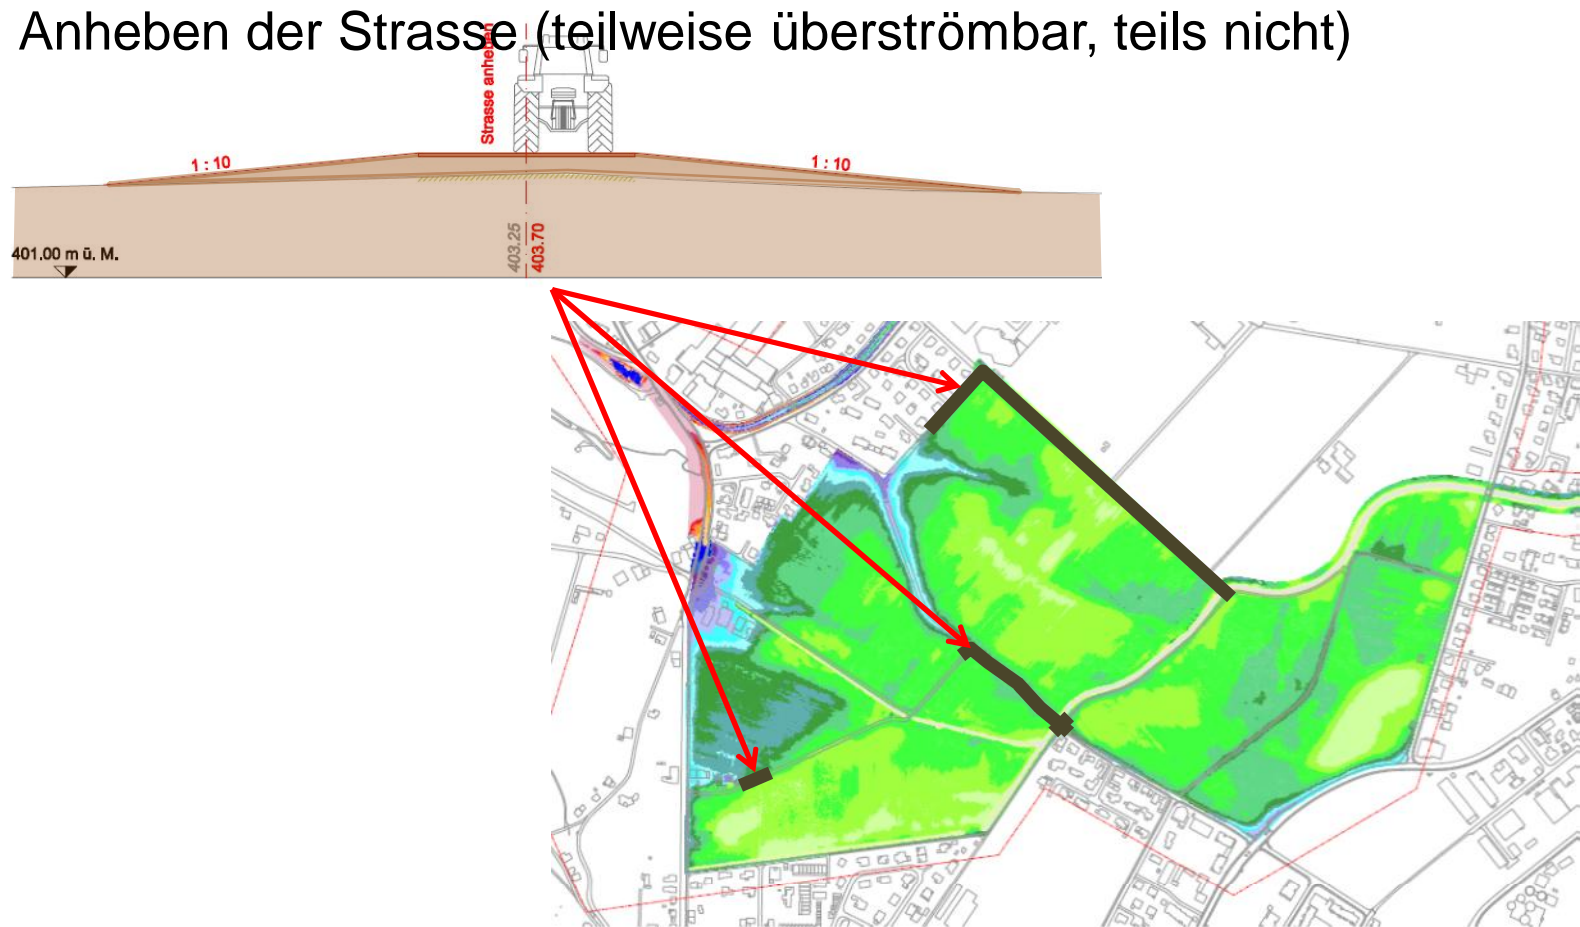 Anheben der Strasse (teilweise überströmbar, teils nicht)
Strasse anheben
1 : 10
1 : 10
403.25
403.70
401.00 m ü. M.